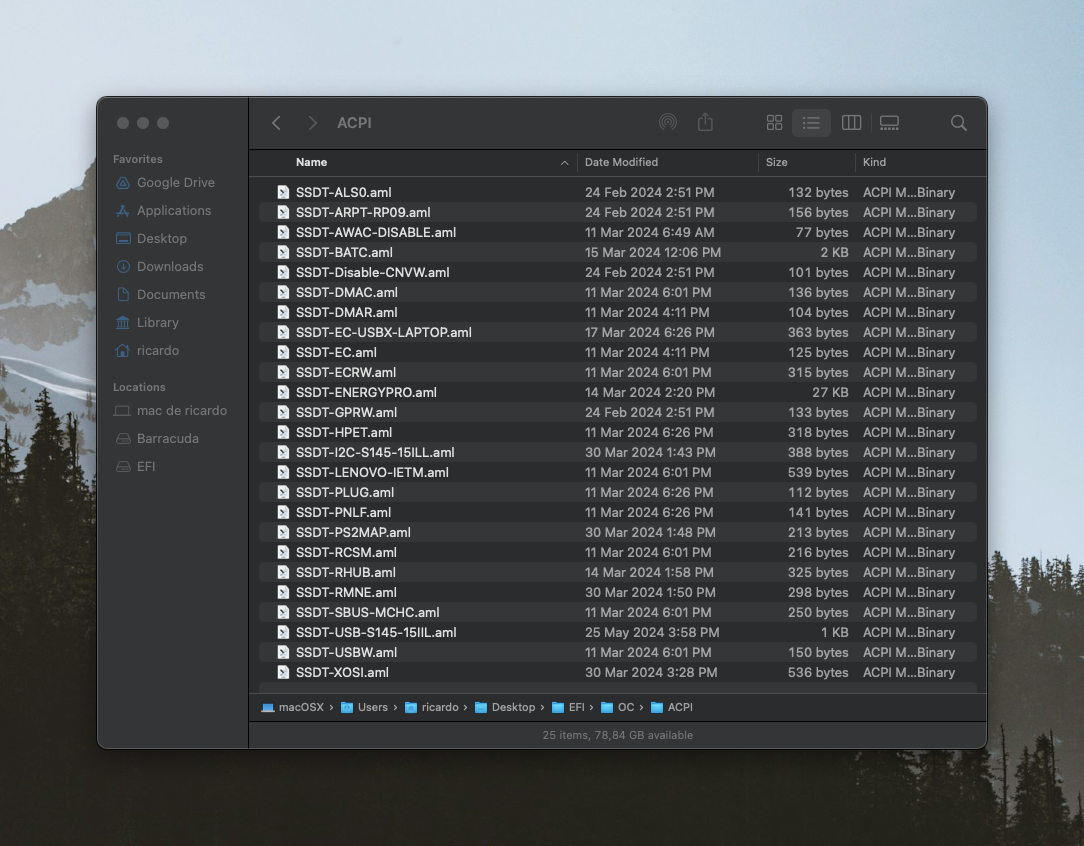 ACPI
Favorites
Google Drive
Applications
Desktop
Downloads
Documents
Library
ricardo
Locations
mac de ricardo
Barracuda
EFI
Name Date Modified Size Kind
SSDT-ALS0.aml 24 Feb 2024 2:51 PM 132 bytes ACPI M...Binary
SSDT-ARPT-RP09.aml 24 Feb 2024 2:51 PM 156 bytes ACPI M...Binary
SSDT-AWAC-DISABLE.aml 11 Mar 2024 6:49 AM 77 bytes ACPI M...Binary
SSDT-BATC.aml 15 Mar 2024 12:06 PM 2 KB ACPI M...Binary
SSDT-Disable-CNVW.aml 24 Feb 2024 2:51 PM 101 bytes ACPI M...Binary
SSDT-DMAC.aml 11 Mar 2024 6:01 PM 136 bytes ACPI M...Binary
SSDT-DMAR.aml 11 Mar 2024 4:11 PM 104 bytes ACPI M...Binary
SSDT-EC-USBX-LAPTOP.aml 17 Mar 2024 6:26 PM 363 bytes ACPI M...Binary
SSDT-EC.aml 11 Mar 2024 4:11 PM 125 bytes ACPI M...Binary
SSDT-ECRW.aml 11 Mar 2024 6:01 PM 315 bytes ACPI M...Binary
SSDT-ENERGYPRO.aml 14 Mar 2024 2:20 PM 27 KB ACPI M...Binary
SSDT-GPRW.aml 24 Feb 2024 2:51 PM 133 bytes ACPI M...Binary
SSDT-HPET.aml 11 Mar 2024 6:26 PM 318 bytes ACPI M...Binary
SSDT-I2C-S145-15ILL.aml 30 Mar 2024 1:43 PM 388 bytes ACPI M...Binary
SSDT-LENOVO-IETM.aml 11 Mar 2024 6:01 PM 539 bytes ACPI M...Binary
SSDT-PLUG.aml 11 Mar 2024 6:26 PM 112 bytes ACPI M...Binary
SSDT-PNLF.aml 11 Mar 2024 6:26 PM 141 bytes ACPI M...Binary
SSDT-PS2MAP.aml 30 Mar 2024 1:48 PM 213 bytes ACPI M...Binary
SSDT-RCSM.aml 11 Mar 2024 6:01 PM 216 bytes ACPI M...Binary
SSDT-RHUB.aml 14 Mar 2024 1:58 PM 325 bytes ACPI M...Binary
SSDT-RMNE.aml 30 Mar 2024 1:50 PM 298 bytes ACPI M...Binary
SSDT-SBUS-MCHC.aml 11 Mar 2024 6:01 PM 250 bytes ACPI M...Binary
SSDT-USB-S145-15IIL.aml 25 May 2024 3:58 PM 1 KB ACPI M...Binary
SSDT-USBW.aml 11 Mar 2024 6:01 PM 150 bytes ACPI M...Binary
SSDT-XOSI.aml 30 Mar 2024 3:28 PM 536 bytes ACPI M...Binary
macOSX › Users › ricardo › Desktop › EFI › OC › ACPI
25 items, 78,84 GB available